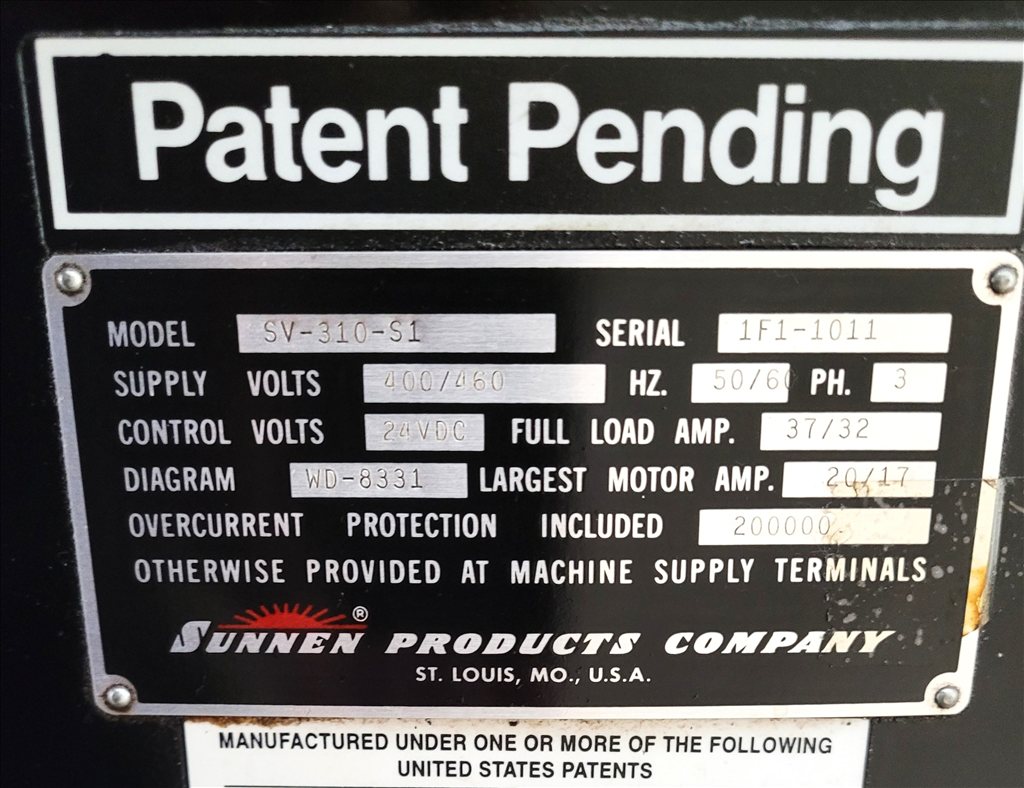 Patent Pending
MODEL SV-310-S1 SERIAL 1F1-1011
SUPPLY VOLTS 400/460 HZ. 50/60 PH. 3
CONTROL VOLTS 24VDC FULL LOAD AMP. 37/32
DIAGRAM WD-8331 LARGEST MOTOR AMP. 20/17
OVERCURRENT PROTECTION INCLUDED 200000
OTHERWISE PROVIDED AT MACHINE SUPPLY TERMINALS
SUNNEN® PRODUCTS COMPANY
ST. LOUIS, MO., U.S.A.
MANUFACTURED UNDER ONE OR MORE OF THE FOLLOWING
UNITED STATES PATENTS